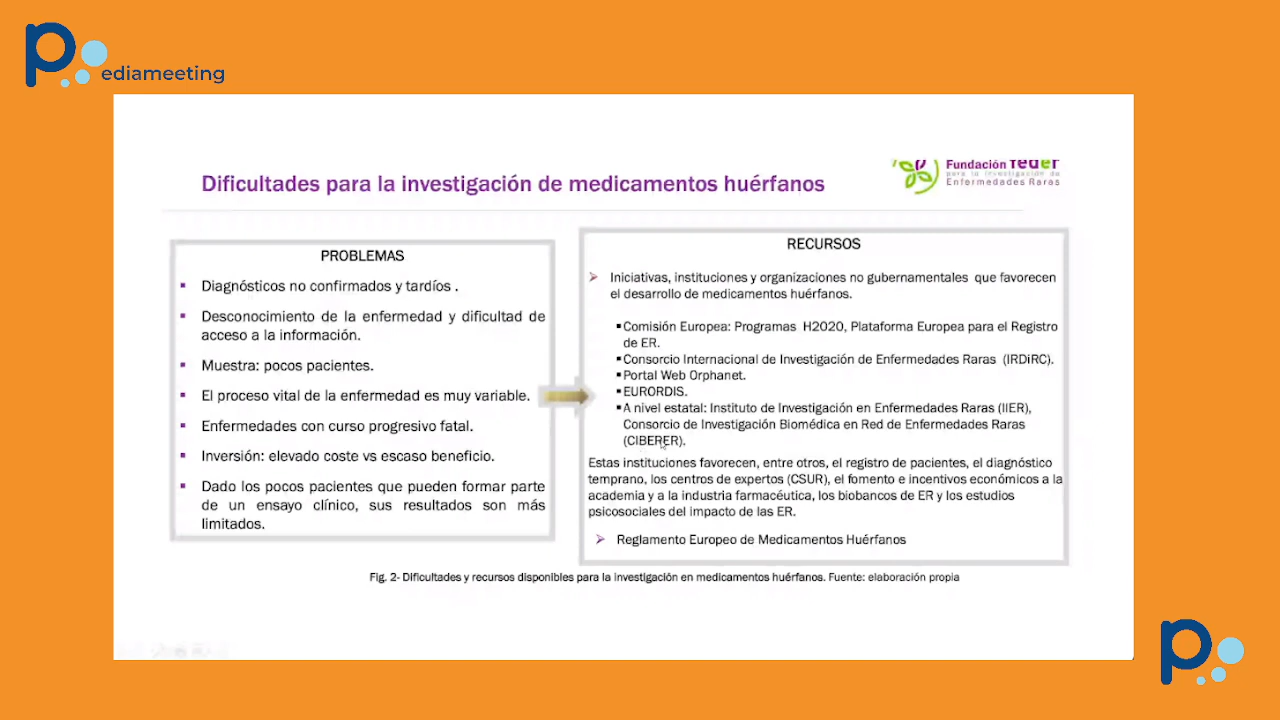 pediameeting
Dificultades para la investigación de medicamentos huérfanos
Fundación feder
para la investigación de
Enfermedades Raras
PROBLEMAS
▪ Diagnósticos no confirmados y tardíos .
▪ Desconocimiento de la enfermedad y dificultad de
acceso a la información.
▪ Muestra: pocos pacientes.
▪ El proceso vital de la enfermedad es muy variable.
▪ Enfermedades con curso progresivo fatal.
▪ Inversión: elevado coste vs escaso beneficio.
▪ Dado los pocos pacientes que pueden formar parte
de un ensayo clínico, sus resultados son más
limitados.
RECURSOS
➢ Iniciativas, instituciones y organizaciones no gubernamentales que favorecen
el desarrollo de medicamentos huérfanos.
▪Comisión Europea: Programas H2020, Plataforma Europea para el Registro
de ER.
▪Consorcio Internacional de Investigación de Enfermedades Raras (IRDiRC).
▪Portal Web Orphanet.
▪EURORDIS.
▪A nivel estatal: Instituto de Investigación en Enfermedades Raras (IIER),
Consorcio de Investigación Biomédica en Red de Enfermedades Raras
(CIBERER).
Estas instituciones favorecen, entre otros, el registro de pacientes, el diagnóstico
temprano, los centros de expertos (CSUR), el fomento e incentivos económicos a la
academia y a la industria farmacéutica, los biobancos de ER y los estudios
psicosociales del impacto de las ER.
➢ Reglamento Europeo de Medicamentos Huérfanos
Fig. 2- Dificultades y recursos disponibles para la investigación en medicamentos huérfanos. Fuente: elaboración propia
p